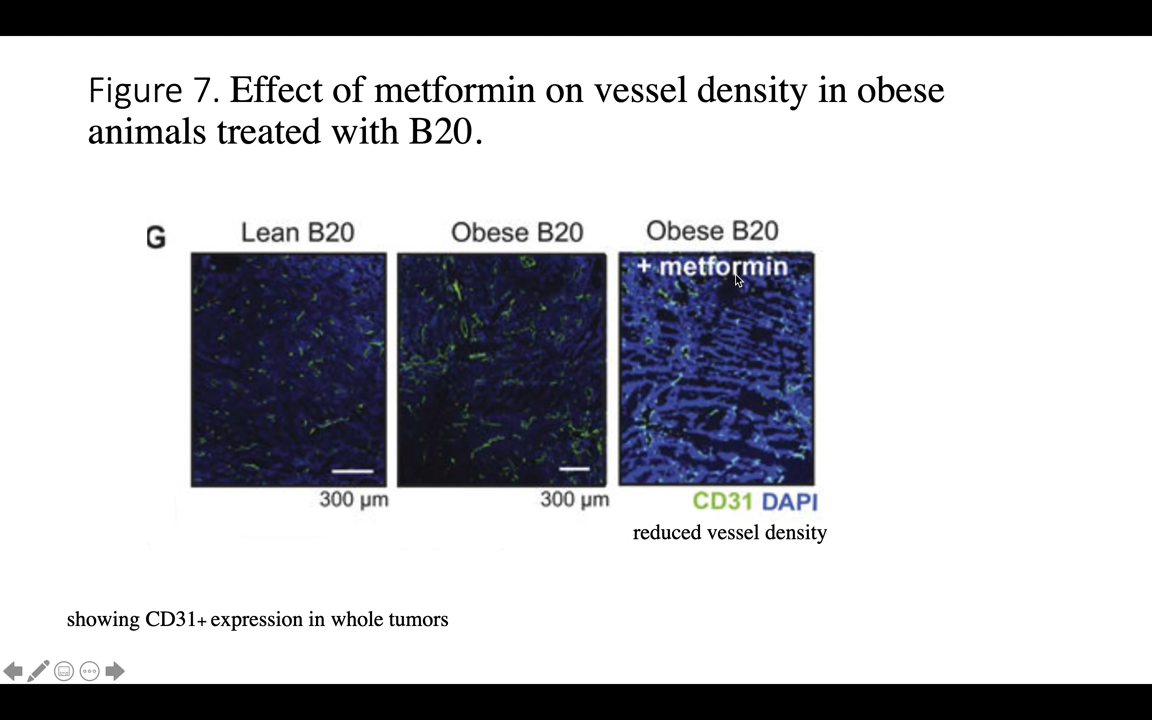 Figure 7. Effect of metformin on vessel density in obese
animals treated with B20.
G
Lean B20
Obese B20
Obese B20
+ metformin
300 µm
300 µm
CD31 DAPI
reduced vessel density
showing CD31+ expression in whole tumors